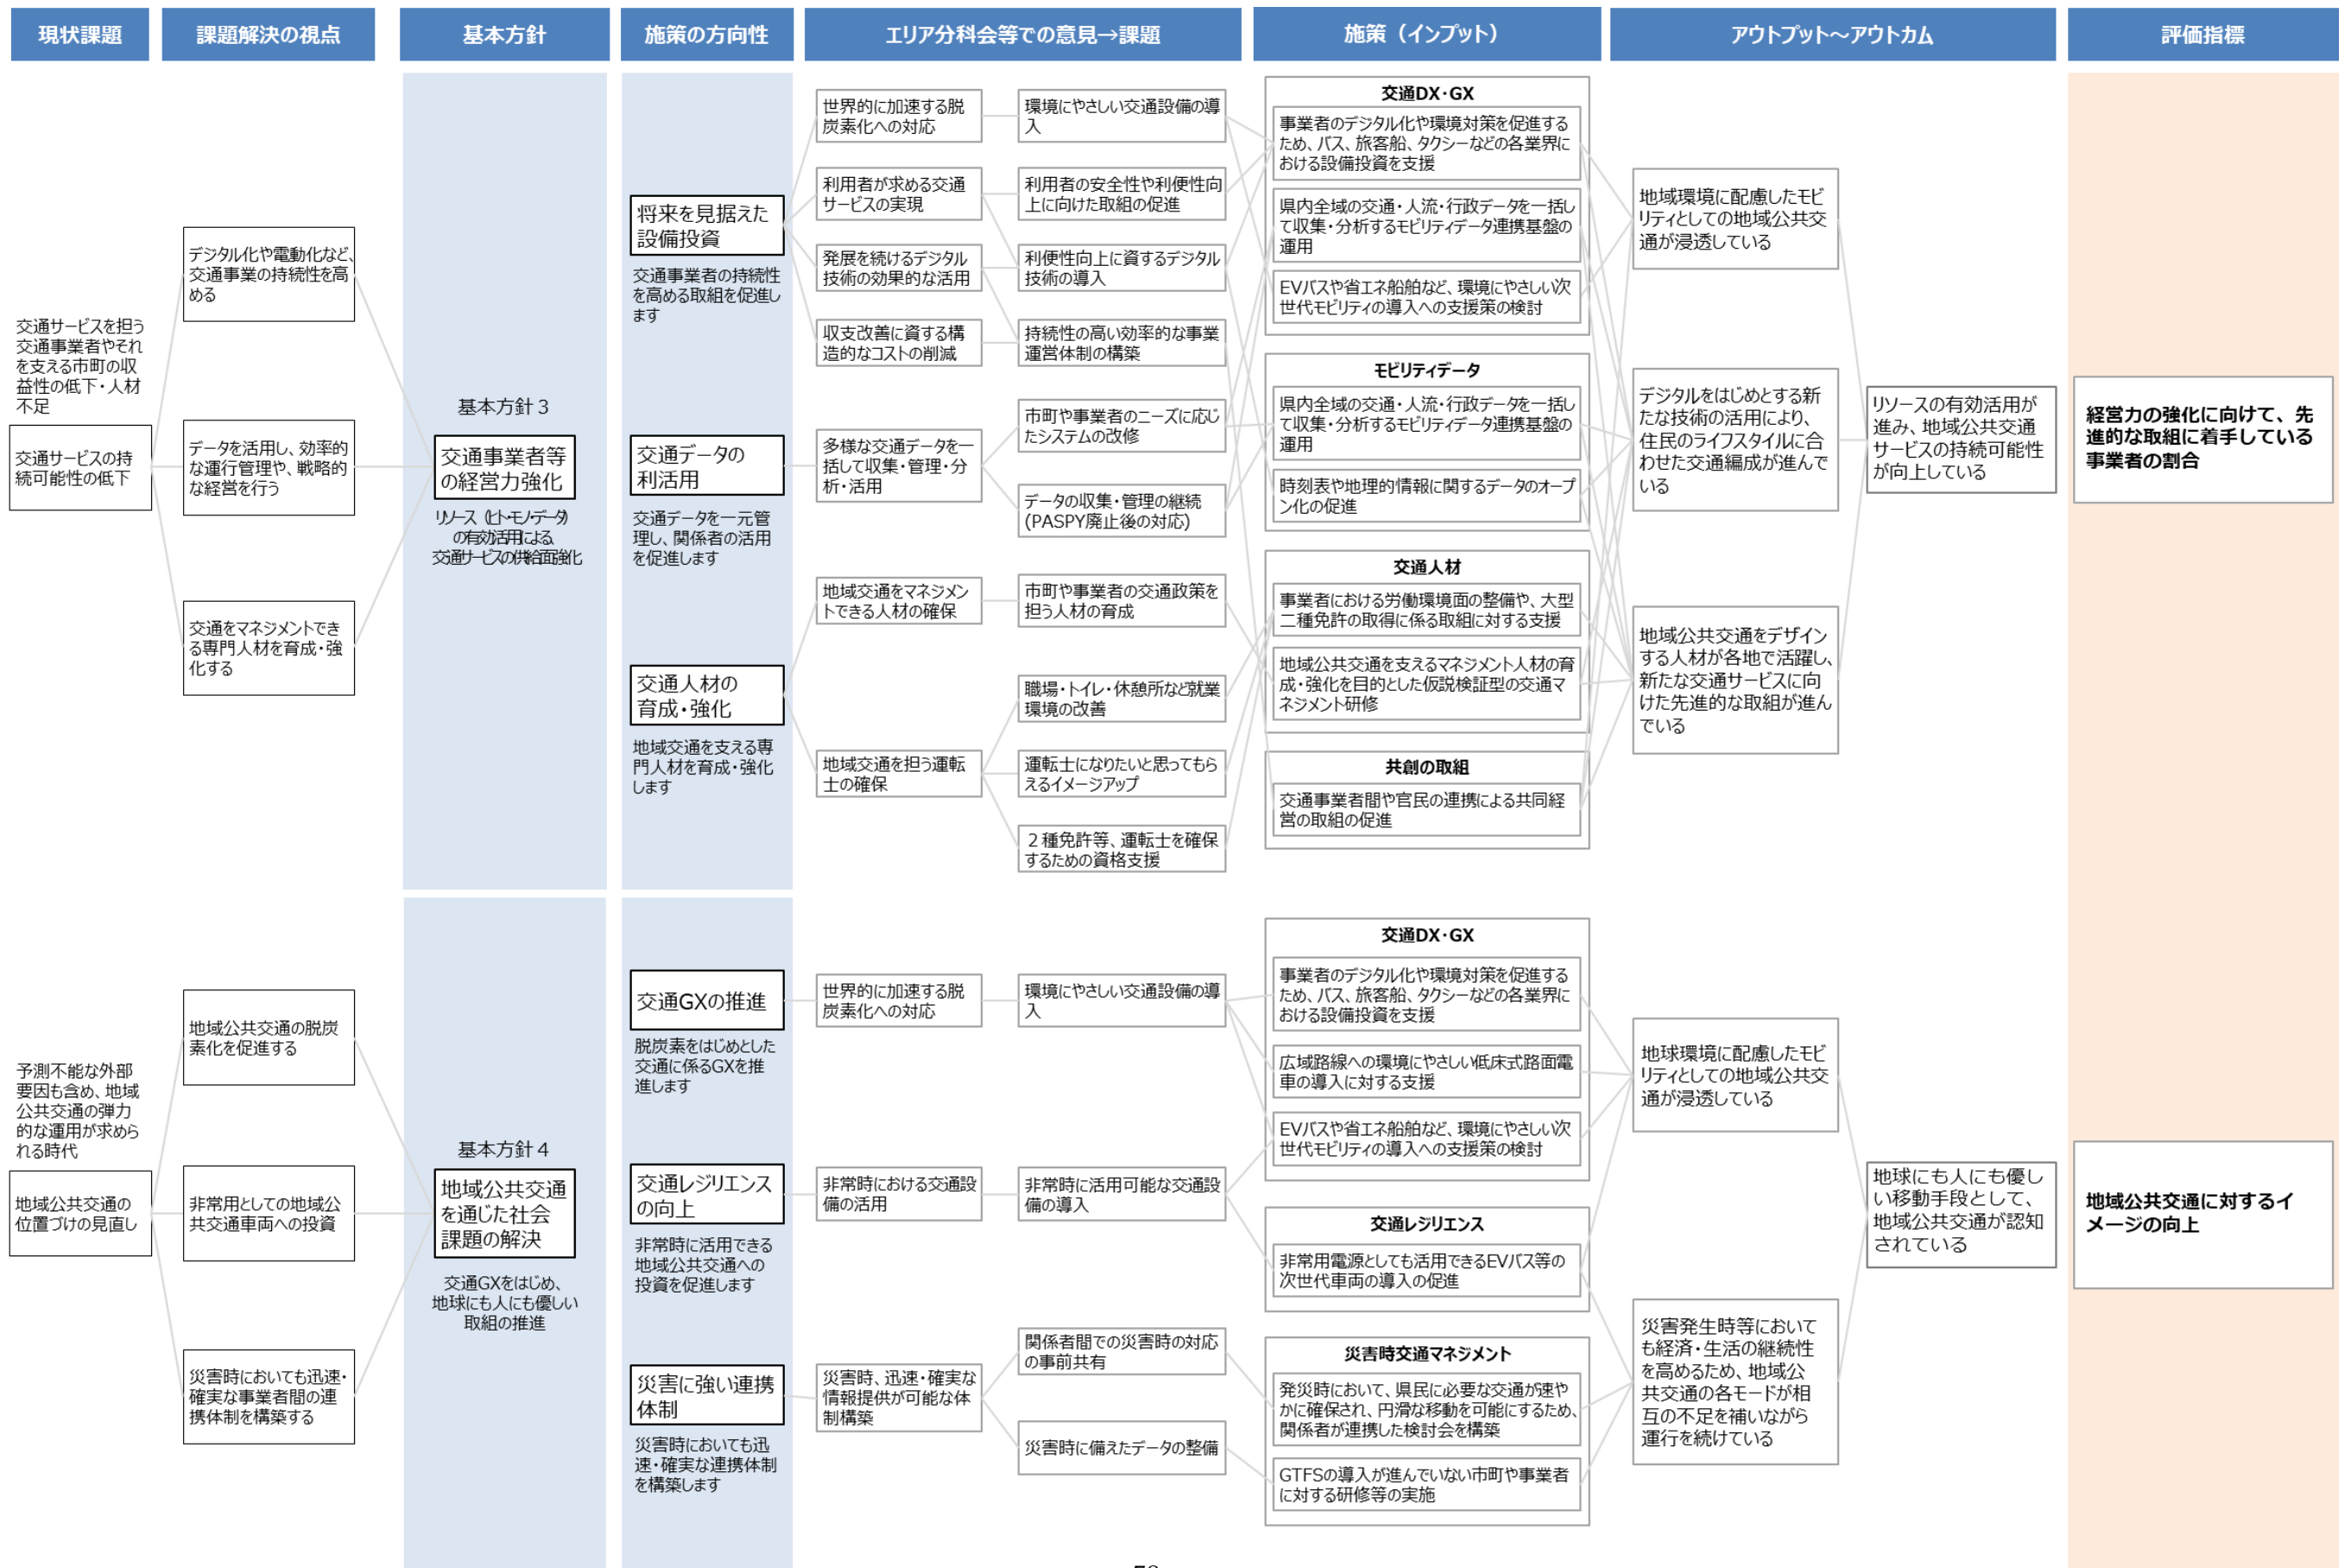 現状課題
課題解決の視点
基本方針
施策の方向性
エリア分科会等での意見→課題
施策（インプット）
アウトプット～アウトカム
評価指標
交通サービスを担う
交通事業者やそれ
を支える市町の収
益性の低下・人材
不足
交通サービスの持
続可能性の低下
デジタル化や電動化など、
交通事業の持続性を高
める
データを活用し、効率的
な運行管理や、戦略的
な経営を行う
交通をマネジメントでき
る専門人材を育成・強
化する
基本方針３
交通事業者等
の経営力強化
リソース（ヒト・モノ・データ）
の有効活用による、
交通サービスの供給面強化
将来を見据えた
設備投資
交通事業者の持続性
を高める取組を促進し
ます
交通データの
利活用
交通データを一元管
理し、関係者の活用
を促進します
交通人材の
育成・強化
地域交通を支える専
門人材を育成・強化
します
世界的に加速する脱
炭素化への対応
利用者が求める交通
サービスの実現
発展を続けるデジタル
技術の効果的な活用
収支改善に資する構
造的なコストの削減
多様な交通データを一
括して収集・管理・分
析・活用
地域交通をマネジメン
トできる人材の確保
地域交通を担う運転
士の確保
環境にやさしい交通設備の導
入
利用者の安全性や利便性向
上に向けた取組の促進
利便性向上に資するデジタル
技術の導入
持続性の高い効率的な事業
運営体制の構築
市町や事業者のニーズに応じ
たシステムの改修
データの収集・管理の継続
(PASPY廃止後の対応)
市町や事業者の交通政策を
担う人材の育成
職場・トイレ・休憩所など就業
環境の改善
運転士になりたいと思ってもら
えるイメージアップ
２種免許等、運転士を確保
するための資格支援
交通DX・GX
事業者のデジタル化や環境対策を促進する
ため、バス、旅客船、タクシーなどの各業界に
おける設備投資を支援
県内全域の交通・人流・行政データを一括し
て収集・分析するモビリティデータ連携基盤の
運用
EVバスや省エネ船舶など、環境にやさしい次
世代モビリティの導入への支援策の検討
モビリティデータ
県内全域の交通・人流・行政データを一括し
て収集・分析するモビリティデータ連携基盤の
運用
時刻表や地理的情報に関するデータのオープ
ン化の促進
交通人材
事業者における労働環境面の整備や、大型
二種免許の取得に係る取組に対する支援
地域公共交通を支えるマネジメント人材の育
成・強化を目的とした仮説検証型の交通マ
ネジメント研修
共創の取組
交通事業者間や官民の連携による共同経
営の取組の促進
地域環境に配慮したモビ
リティとしての地域公共交
通が浸透している
デジタルをはじめとする新
たな技術の活用により、
住民のライフスタイルに合
わせた交通編成が進んで
いる
地域公共交通をデザイン
する人材が各地で活躍し、
新たな交通サービスに向
けた先進的な取組が進ん
でいる
リソースの有効活用が
進み、地域公共交通
サービスの持続可能性
が向上している
経営力の強化に向けて、先
進的な取組に着手している
事業者の割合
予測不能な外部
要因も含め、地域
公共交通の弾力
的な運用が求めら
れる時代
地域公共交通の
位置づけの見直し
地域公共交通の脱炭
素化を促進する
非常用としての地域公
共交通車両への投資
災害時においても迅速・
確実な事業者間の連
携体制を構築する
基本方針４
地域公共交通
を通じた社会
課題の解決
交通GXをはじめ、
地球にも人にも優しい
取組の推進
交通GXの推進
脱炭素をはじめとした
交通に係るGXを推
進します
交通レジリエンス
の向上
非常時に活用できる
地域公共交通への
投資を促進します
災害に強い連携
体制
災害時においても迅
速・確実な連携体制
を構築します
世界的に加速する脱
炭素化への対応
非常時における交通設
備の活用
災害時、迅速・確実な
情報提供が可能な体
制構築
環境にやさしい交通設備の導
入
非常時に活用可能な交通設
備の導入
関係者間での災害時の対応
の事前共有
災害時に備えたデータの整備
交通DX・GX
事業者のデジタル化や環境対策を促進する
ため、バス、旅客船、タクシーなどの各業界に
おける設備投資を支援
広域路線への環境にやさしい低床式路面電
車の導入に対する支援
EVバスや省エネ船舶など、環境にやさしい次
世代モビリティの導入への支援策の検討
交通レジリエンス
非常用電源としても活用できるEVバス等の
次世代車両の導入の促進
災害時交通マネジメント
発災時において、県民に必要な交通が速や
かに確保され、円滑な移動を可能にするため、
関係者が連携した検討会を構築
GTFSの導入が進んでいない市町や事業者
に対する研修等の実施
地球環境に配慮したモビ
リティとしての地域公共交
通が浸透している
災害発生時等において
も経済・生活の継続性
を高めるため、地域公
共交通の各モードが相
互の不足を補いながら
運行を続けている
地球にも人にも優し
い移動手段として、
地域公共交通が認知
されている
地域公共交通に対するイ
メージの向上